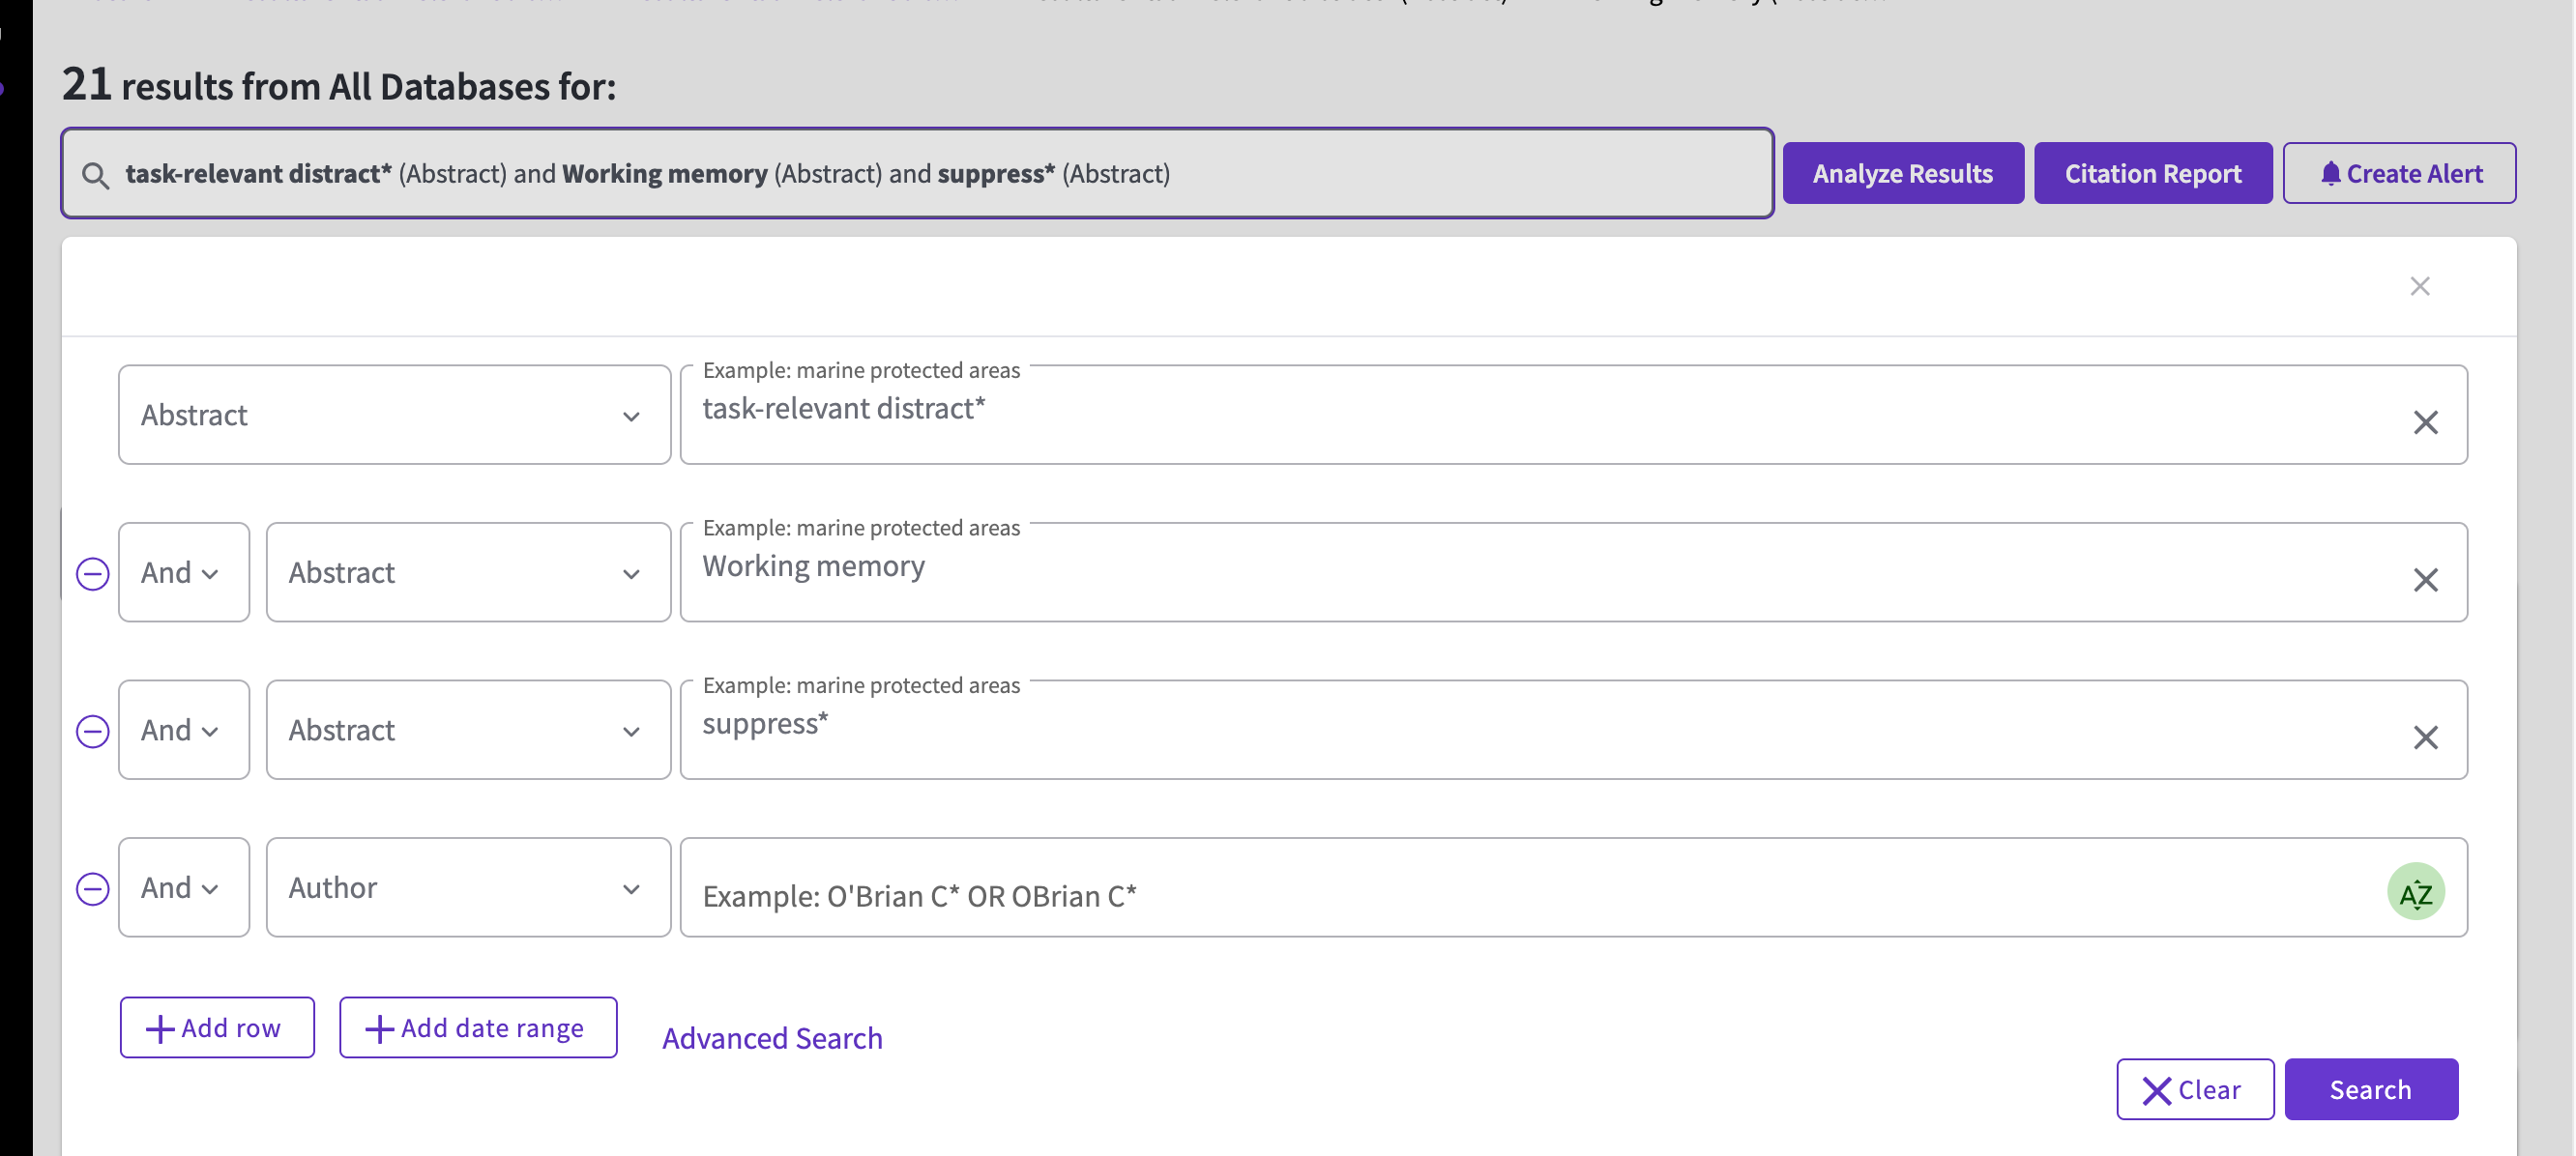 21 results from All Databases for:
task-relevant distract* (Abstract) and Working memory (Abstract) and suppress* (Abstract)
Analyze Results
Citation Report
Create Alert
Abstract
Example: marine protected areas
task-relevant distract*
And
Abstract
Example: marine protected areas
Working memory
And
Abstract
Example: marine protected areas
suppress*
And
Author
Example: O'Brian C* OR OBrian C*
AZ
Add row
Add date range
Advanced Search
Clear
Search